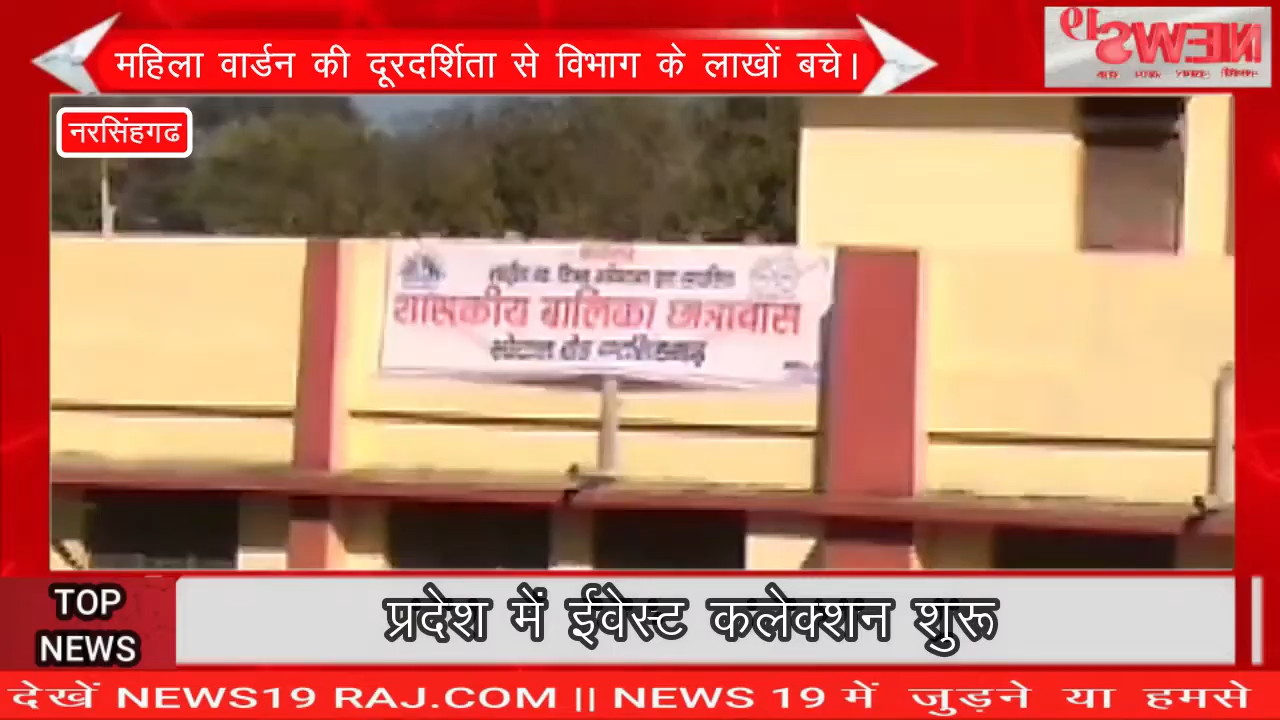 महिला वार्डन की दूरदर्शिता से विभाग के लाखों बचे।
NEWS19
नरसिंहगढ
शासकीय बालिका छात्रावास
TOP
NEWS
प्रदेश में ईवेस्ट कलेक्शन शुरू
देखें NEWS19 RAJ.COM || NEWS 19 में जुड़ने या हमसे